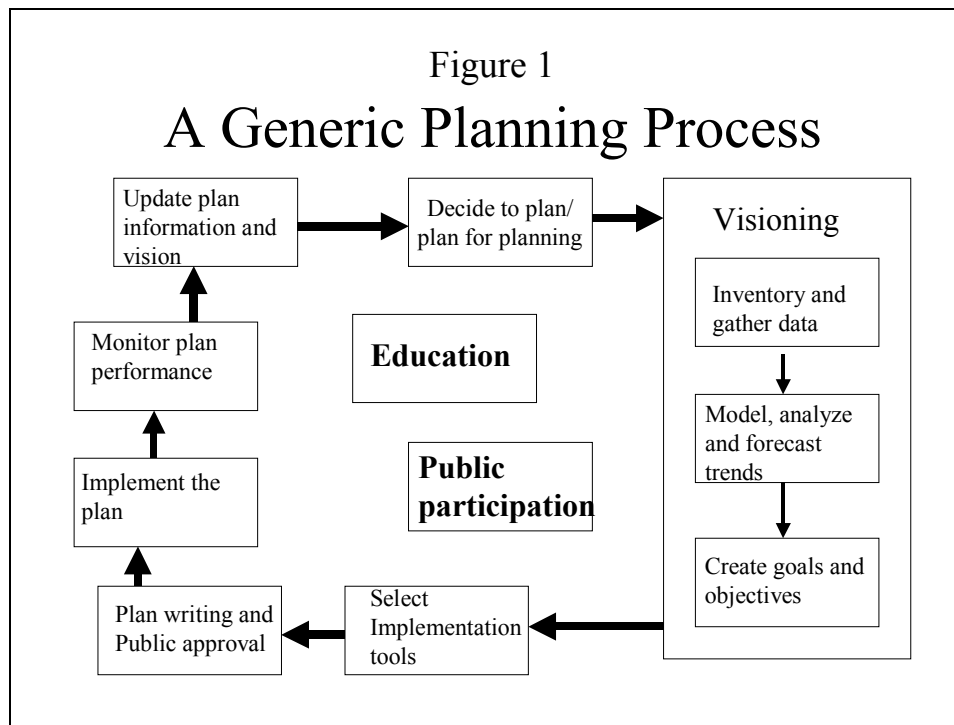 Figure 1
A Generic Planning Process
Update plan
information and
vision
Decide to plan/
plan for planning
Visioning
Inventory and
gather data
Model, analyze
and forecast
trends
Create goals and
objectives
Education
Public
participation
Monitor plan
performance
Implement the
plan
Plan writing and
Public approval
Select
Implementation
tools